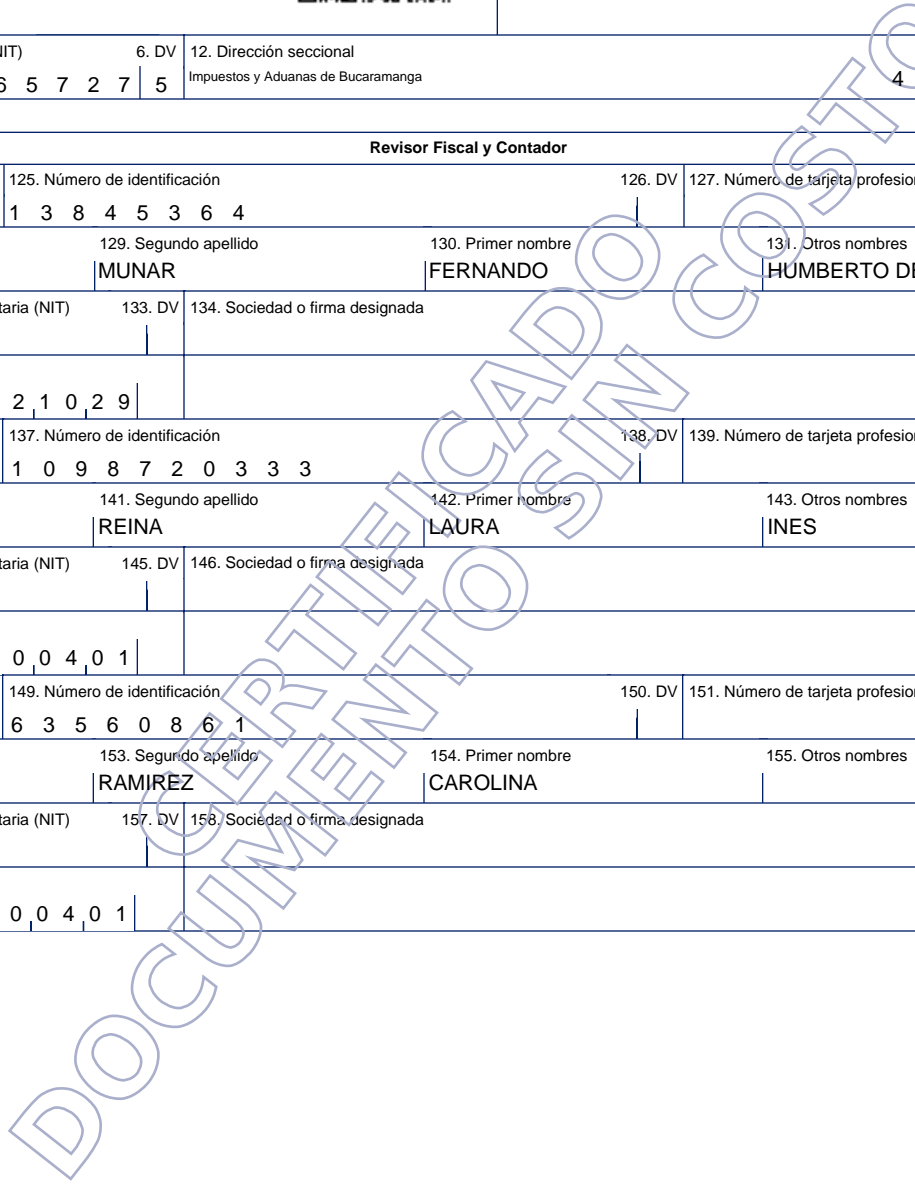 NIT) 6. DV 12. Dirección seccional
6 5 7 2 7 5 Impuestos y Aduanas de Bucaramanga 4
Revisor Fiscal y Contador
125. Número de identificación 126. DV 127. Número de tarjeta profesion
1 3 8 4 5 3 6 4
129. Segundo apellido 130. Primer nombre 131. Otros nombres
MUNAR FERNANDO HUMBERTO DE
taria (NIT) 133. DV 134. Sociedad o firma designada
2 1 0 2 9
137. Número de identificación 138. DV 139. Número de tarjeta profesion
1 0 9 8 7 2 0 3 3 3
141. Segundo apellido 142. Primer nombre 143. Otros nombres
REINA LAURA INES
taria (NIT) 145. DV 146. Sociedad o firma designada
0 0 4 0 1
149. Número de identificación 150. DV 151. Número de tarjeta profesion
6 3 5 6 0 8 6 1
153. Segundo apellido 154. Primer nombre 155. Otros nombres
RAMIREZ CAROLINA
taria (NIT) 157. DV 158. Sociedad o firma designada
0 0 4 0 1
CERTIFICADO
DOCUMENTO SIN COSTO